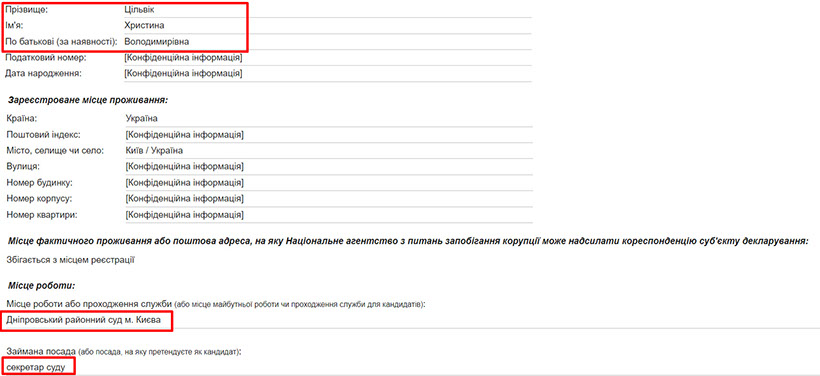 Прізвище: Цільвік
Ім'я: Христина
По батькові (за наявності): Володимирівна
Податковий номер: [Конфіденційна інформація]
Дата народження: [Конфіденційна інформація]
Зареєстроване місце проживання:
Країна: Україна
Поштовий індекс: [Конфіденційна інформація]
Місто, селище чи село: Київ / Україна
Вулиця: [Конфіденційна інформація]
Номер будинку: [Конфіденційна інформація]
Номер корпусу: [Конфіденційна інформація]
Номер квартири: [Конфіденційна інформація]
Місце фактичного проживання або поштова адреса, на яку Національне агентство з питань запобігання корупції може надсилати кореспонденцію суб'єкту декларування:
Збігається з місцем реєстрації
Місце роботи:
Місце роботи або проходження служби (або місце майбутньої роботи чи проходження служби для кандидатів):
Дніпровський районний суд м. Києва
Займана посада (або посада, на яку претендуєте як кандидат):
секретар суду